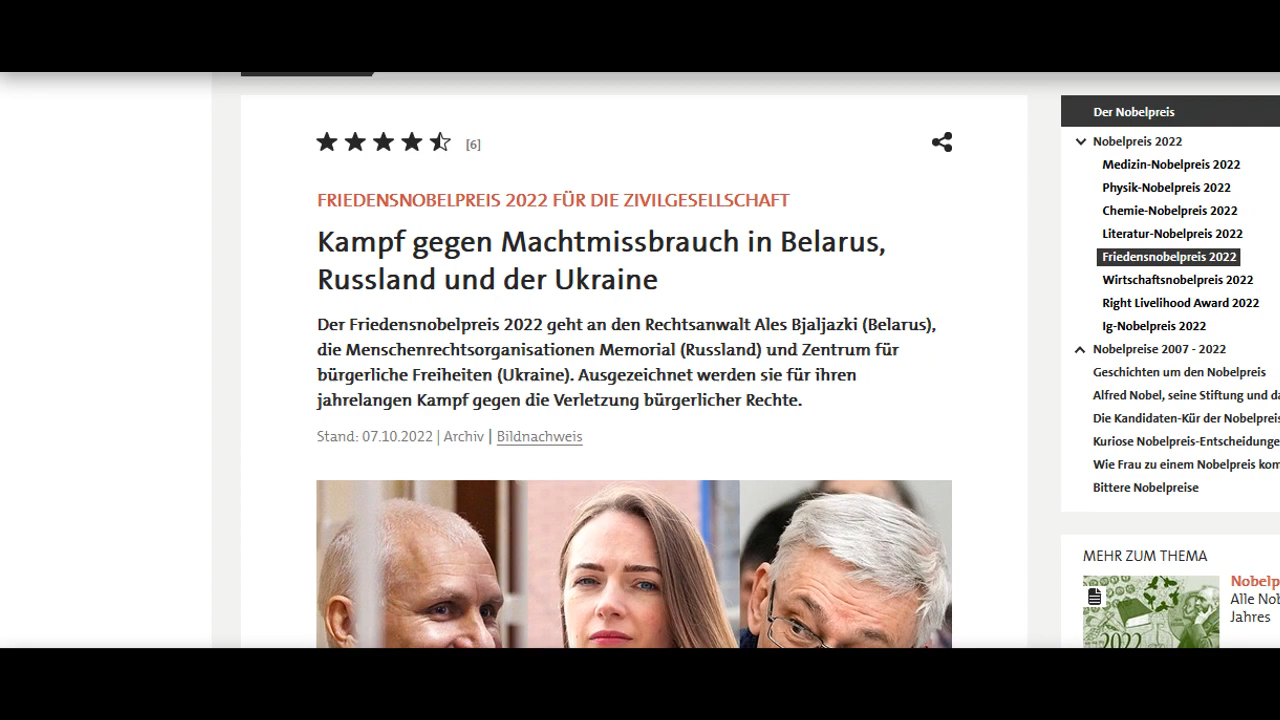 [6]
FRIEDENSNOBELPREIS 2022 FÜR DIE ZIVILGESELLSCHAFT
Kampf gegen Machtmissbrauch in Belarus,
Russland und der Ukraine
Der Friedensnobelpreis 2022 geht an den Rechtsanwalt Ales Bjaljazki (Belarus),
die Menschenrechtsorganisationen Memorial (Russland) und Zentrum für
bürgerliche Freiheiten (Ukraine). Ausgezeichnet werden sie für ihren
jahrelangen Kampf gegen die Verletzung bürgerlicher Rechte.
Stand: 07.10.2022 | Archiv | Bildnachweis
Der Nobelpreis
Nobelpreis 2022
Medizin-Nobelpreis 2022
Physik-Nobelpreis 2022
Chemie-Nobelpreis 2022
Literatur-Nobelpreis 2022
Friedensnobelpreis 2022
Wirtschaftsnobelpreis 2022
Right Livelihood Award 2022
Ig-Nobelpreis 2022
Nobelpreise 2007 - 2022
Geschichten um den Nobelpreis
Alfred Nobel, seine Stiftung und da
Die Kandidaten-Kür der Nobelpreis
Kuriose Nobelpreis-Entscheidunge
Wie Frau zu einem Nobelpreis kom
Bittere Nobelpreise
MEHR ZUM THEMA
Nobelp
Alle Nob
Jahres
2022